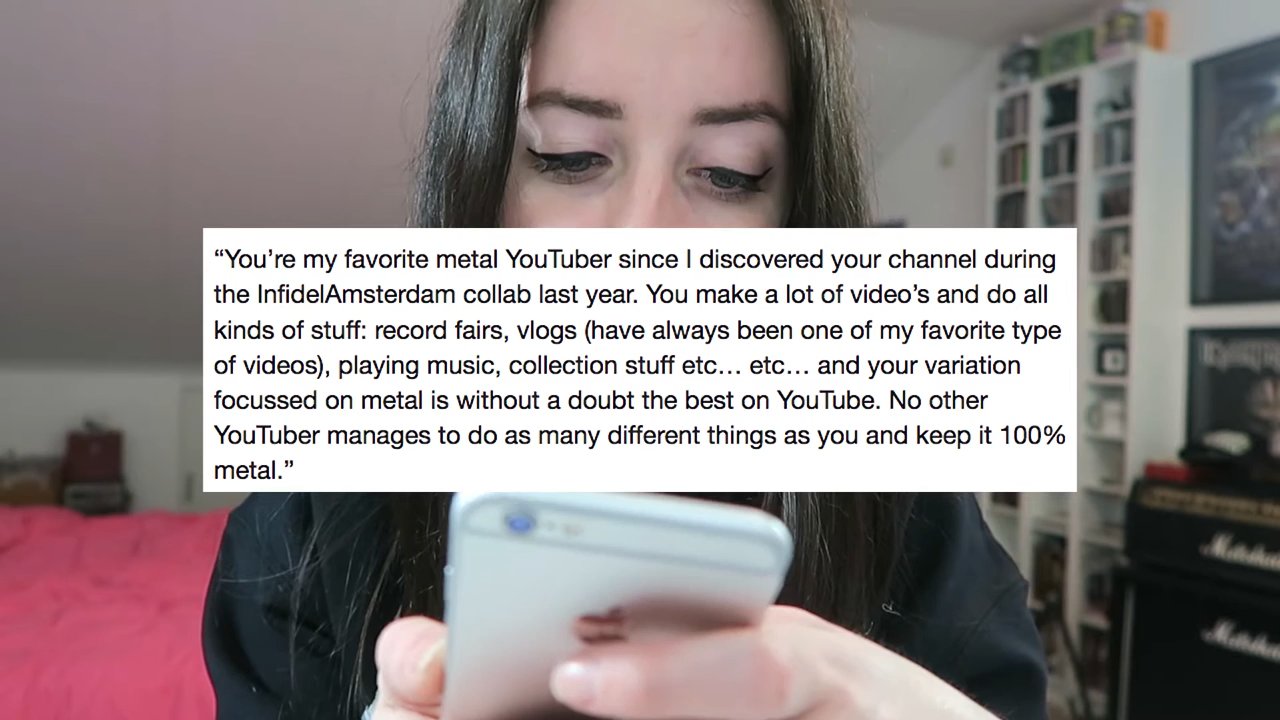 “You’re my favorite metal YouTuber since I discovered your channel during
the InfidelAmsterdam collab last year. You make a lot of video’s and do all
kinds of stuff: record fairs, vlogs (have always been one of my favorite type
of videos), playing music, collection stuff etc… etc… and your variation
focussed on metal is without a doubt the best on YouTube. No other
YouTuber manages to do as many different things as you and keep it 100%
metal.”